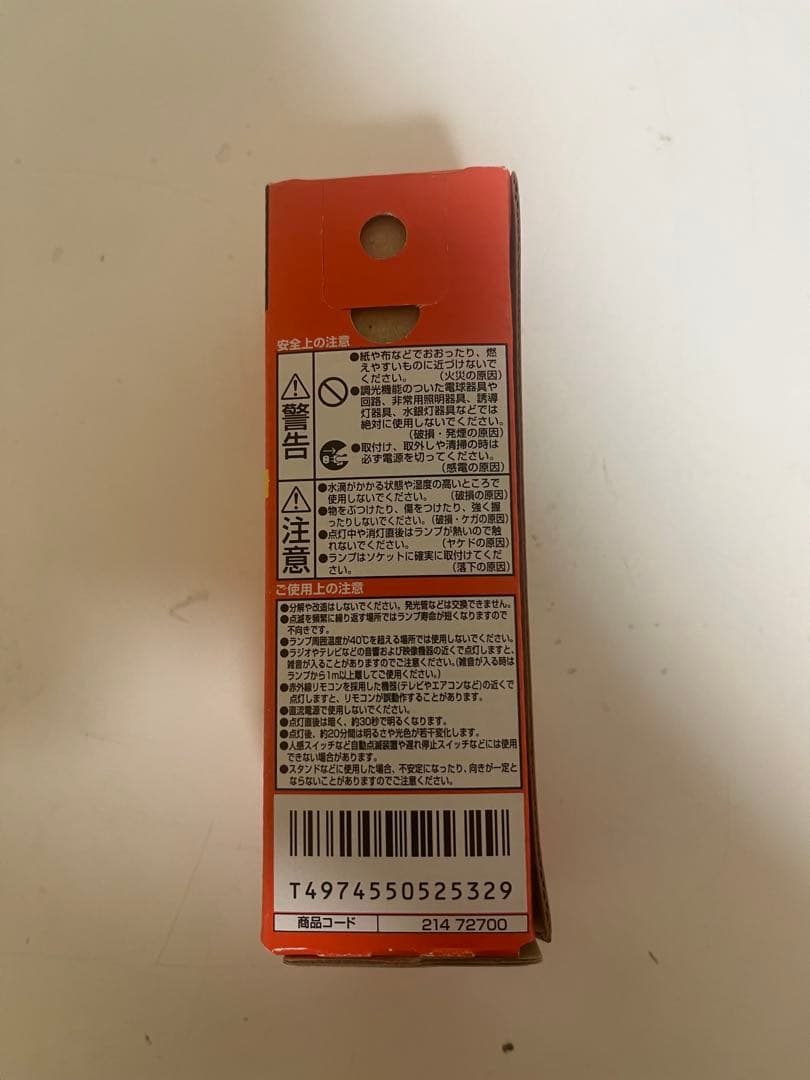 安全上の注意
警告
●紙や布などでおおったり、燃
えやすいものに近づけないで
ください。 (火災の原因)
●調光機能のついた電球器具や
回路、非常用照明器具、誘導
灯器具、水銀灯器具などでは
絶対に使用しないでください。
(破損・発煙の原因)
●取付け、取外しや清掃の時は
必ず電源を切ってください。
(感電の原因)
注意
●水滴がかかる状態や湿度の高いところで
使用しないでください。 (破損の原因)
●物をぶつけたり、傷をつけたり、強く握
ったりしないでください。(破損・ケガの原因)
●点灯中や消灯直後はランプが熱いので触
れないでください。 (ヤケドの原因)
●ランプはソケットに確実に取付けてくだ
さい。 (落下の原因)
ご使用上の注意
●分解や改造はしないでください。発光管などは交換できません。
●点滅を頻繁に繰り返す場所ではランプ寿命が短くなりますので
不向きです。
●ランプ周囲温度が40℃を超える場所では使用しないでください。
●ラジオやテレビなどの音響および映像機器の近くで点灯しますと、
雑音が入ることがありますのでご注意ください。(雑音が入る時は
ランプから1m以上離してご使用ください。)
●赤外線リモコンを採用した機器(テレビやエアコンなど)の近くで
点灯しますと、リモコンが誤動作することがあります。
●直流電源で使用しないでください。
●点灯直後は暗く、約30秒で明るくなります。
●点灯後、約20分間は明るさや光色が若干変化します。
●人感スイッチなど自動点滅装置や遅れ停止スイッチなどには使用
できない場合があります。
●スタンドなどに使用した場合、不安定になったり、向きが一定と
ならないことがありますのでご注意ください。
T4974550525329
商品コード 214 72700